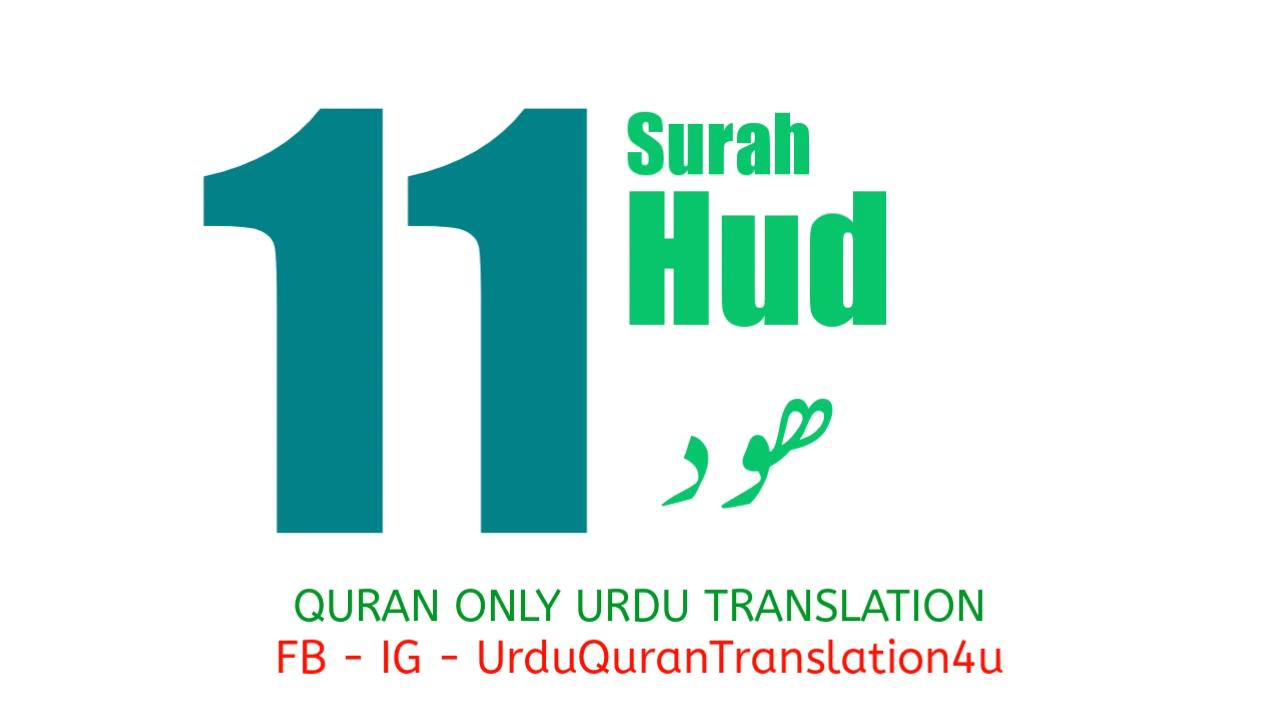 11
Surah
Hud
هود
QURAN ONLY URDU TRANSLATION
FB - IG - UrduQuranTranslation4u